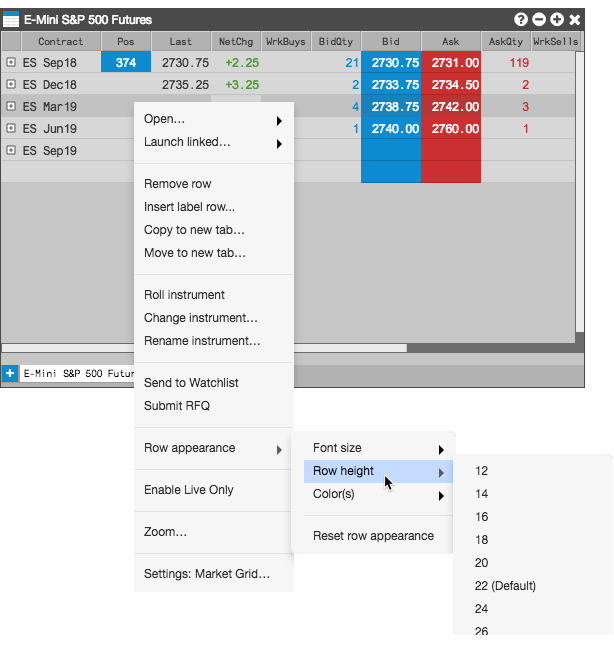 E-Mini S&P 500 Futures
Contract Pos Last NetChg WrkBuys BidQty Bid Ask AskQty WrkSells
ES Sep18 374 2730.75 +2.25 21 2730.75 2731.00 119
ES Dec18 2735.25 +3.25 2 2733.75 2734.50 2
ES Mar19 4 2738.75 2742.00 3
ES Jun19 1 2740.00 2760.00 1
ES Sep19
Open...
Launch linked...
Remove row
Insert label row...
Copy to new tab...
Move to new tab...
Roll instrument
Change instrument...
Rename instrument...
E-Mini S&P 500 Futur
Send to Watchlist
Submit RFQ
Row appearance
Enable Live Only
Zoom...
Settings: Market Grid...
Font size
Row height
Color(s)
Reset row appearance
12
14
16
18
20
22 (Default)
24
26